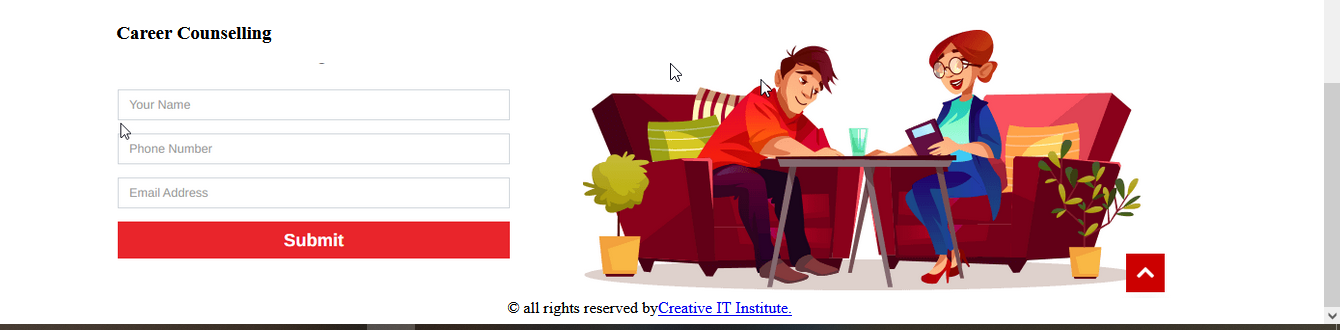 Career Counselling
Your Name
Phone Number
Email Address
Submit
© all rights reserved byCreative IT Institute.